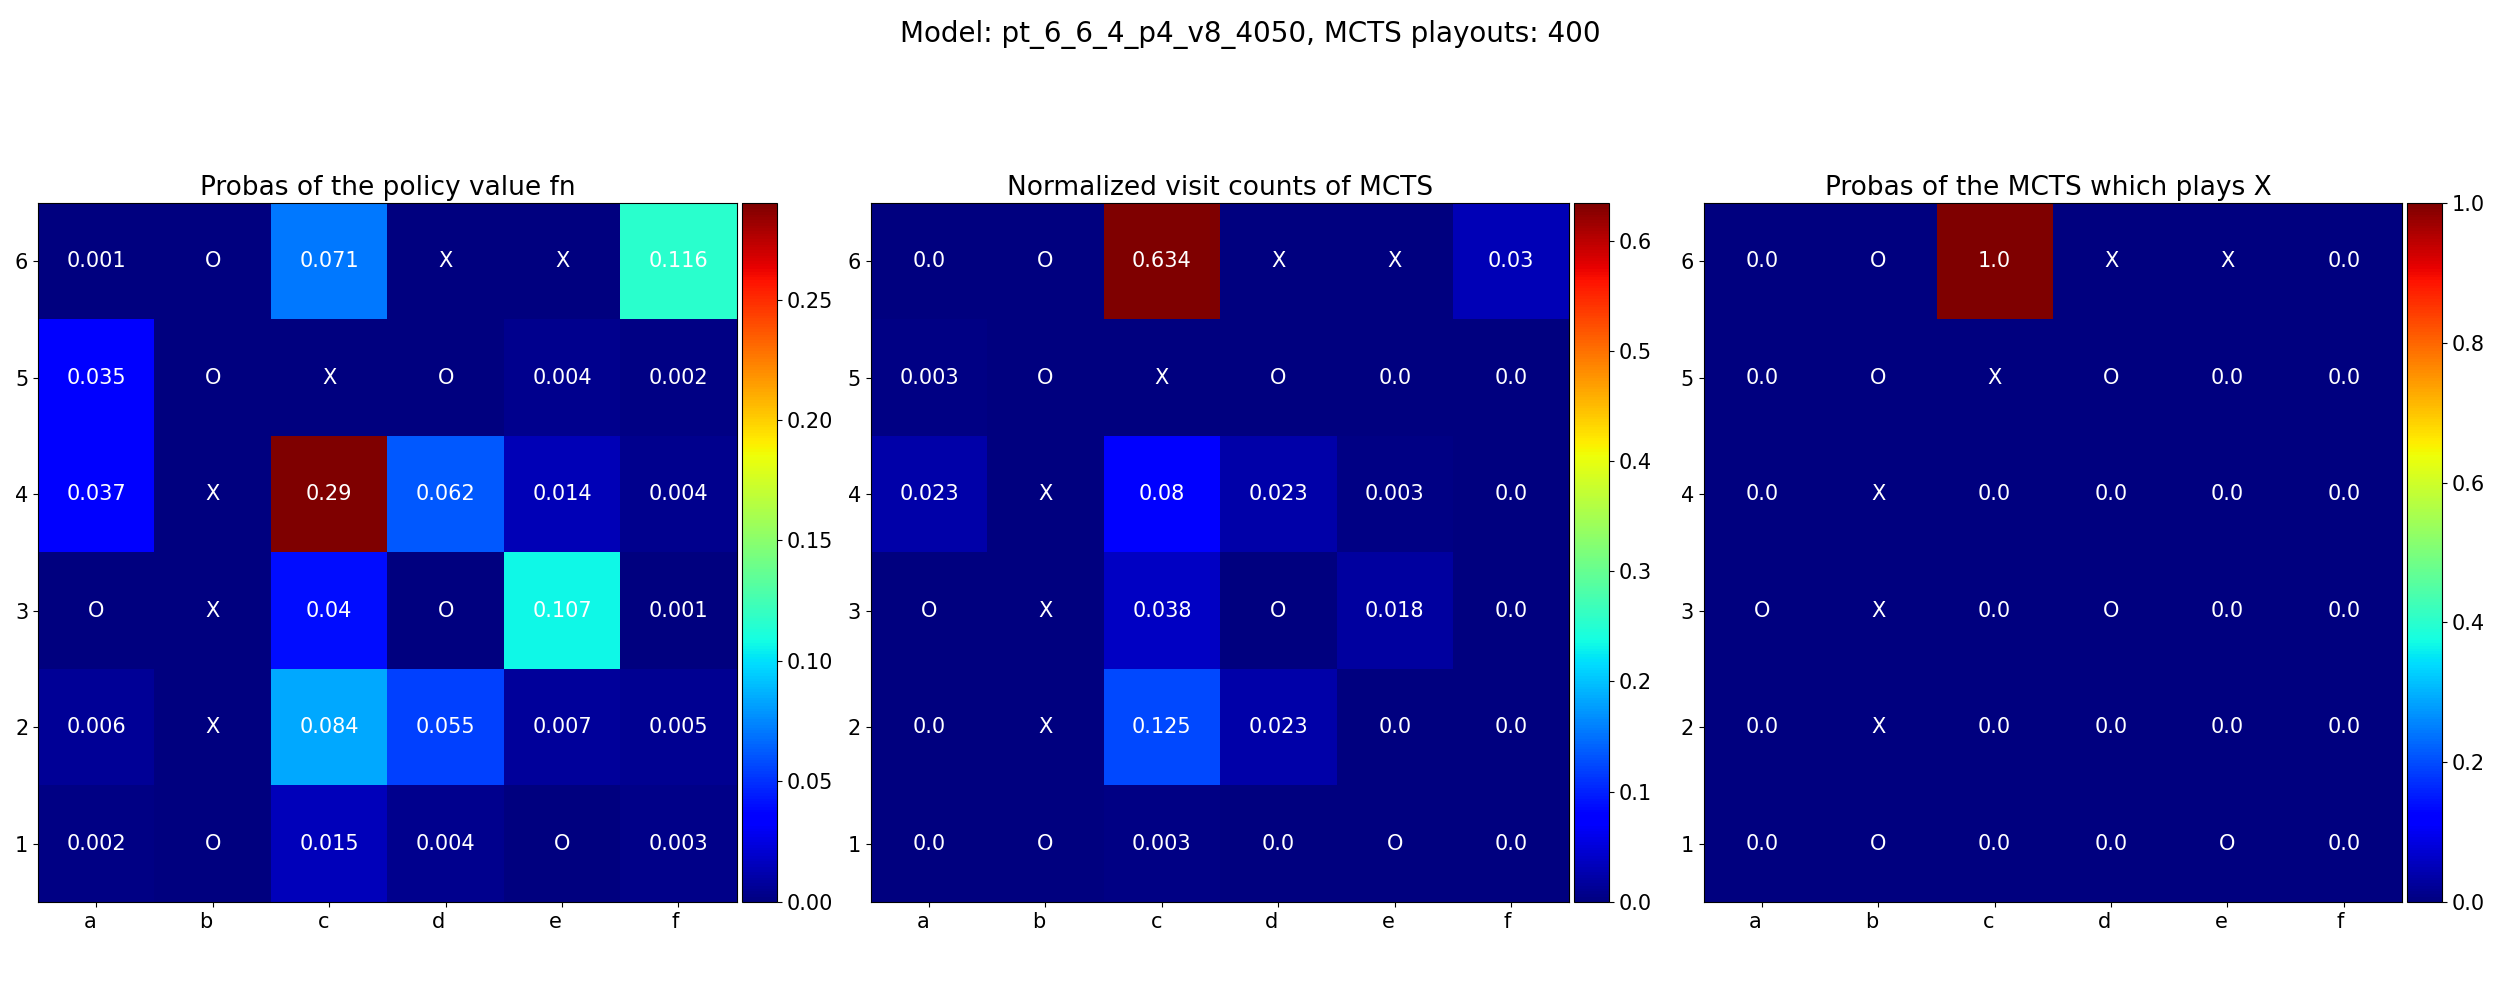 Model: pt_6_6_4_p4_v8_4050, MCTS playouts: 400
Probas of the policy value fn
6 0.001 O 0.071 X X 0.116
5 0.035 O X O 0.004 0.002
4 0.037 X 0.29 0.062 0.014 0.004
3 O X 0.04 O 0.107 0.001
2 0.006 X 0.084 0.055 0.007 0.005
1 0.002 O 0.015 0.004 O 0.003
a b c d e f
0.25
0.20
0.15
0.10
0.05
0.00
Normalized visit counts of MCTS
6 0.0 O 0.634 X X 0.03
5 0.003 O X O 0.0 0.0
4 0.023 X 0.08 0.023 0.003 0.0
3 O X 0.038 O 0.018 0.0
2 0.0 X 0.125 0.023 0.0 0.0
1 0.0 O 0.003 0.0 O 0.0
a b c d e f
0.6
0.5
0.4
0.3
0.2
0.1
0.0
Probas of the MCTS which plays X
6 0.0 O 1.0 X X 0.0
5 0.0 O X O 0.0 0.0
4 0.0 X 0.0 0.0 0.0 0.0
3 O X 0.0 O 0.0 0.0
2 0.0 X 0.0 0.0 0.0 0.0
1 0.0 O 0.0 0.0 O 0.0
a b c d e f
1.0
0.8
0.6
0.4
0.2
0.0